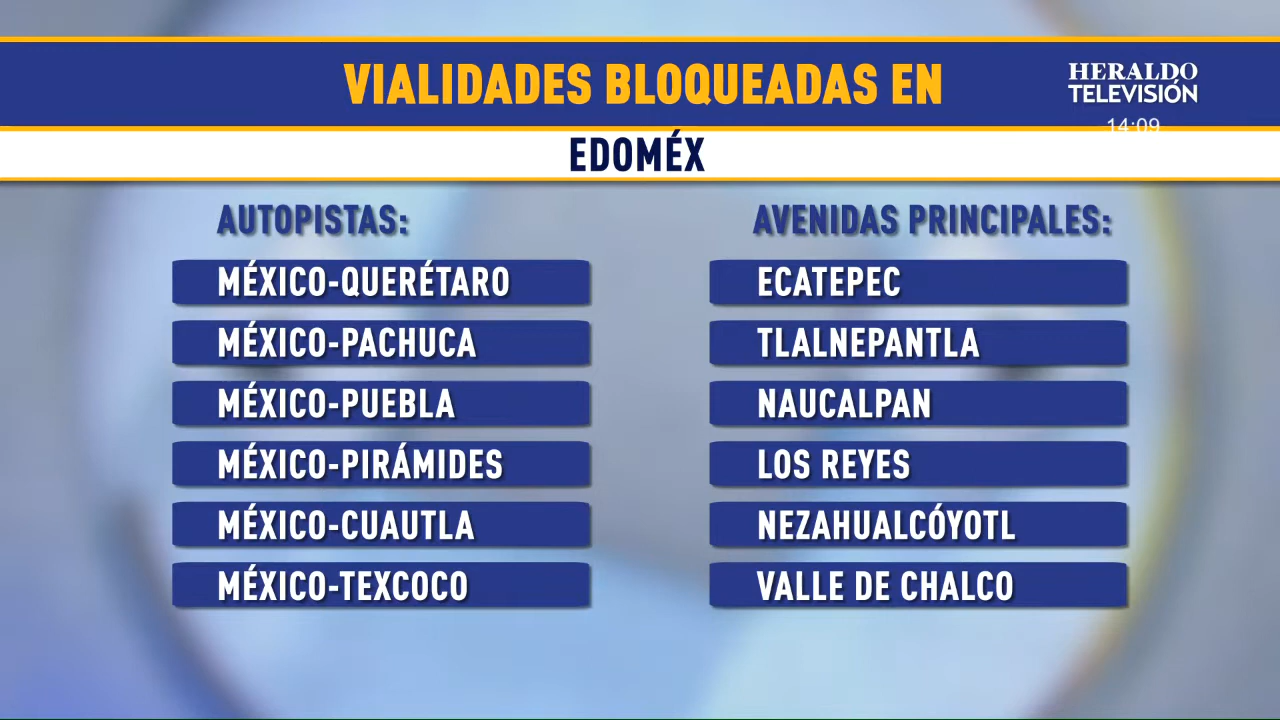 VIALIDADES BLOQUEADAS EN
HERALDO
TELEVISIÓN
14:09
EDOMÉX
AUTOPISTAS:
MÉXICO-QUERÉTARO
MÉXICO-PACHUCA
MÉXICO-PUEBLA
MÉXICO-PIRÁMIDES
MÉXICO-CUAUTLA
MÉXICO-TEXCOCO
AVENIDAS PRINCIPALES:
ECATEPEC
TLALNEPANTLA
NAUCALPAN
LOS REYES
NEZAHUALCÓYOTL
VALLE DE CHALCO